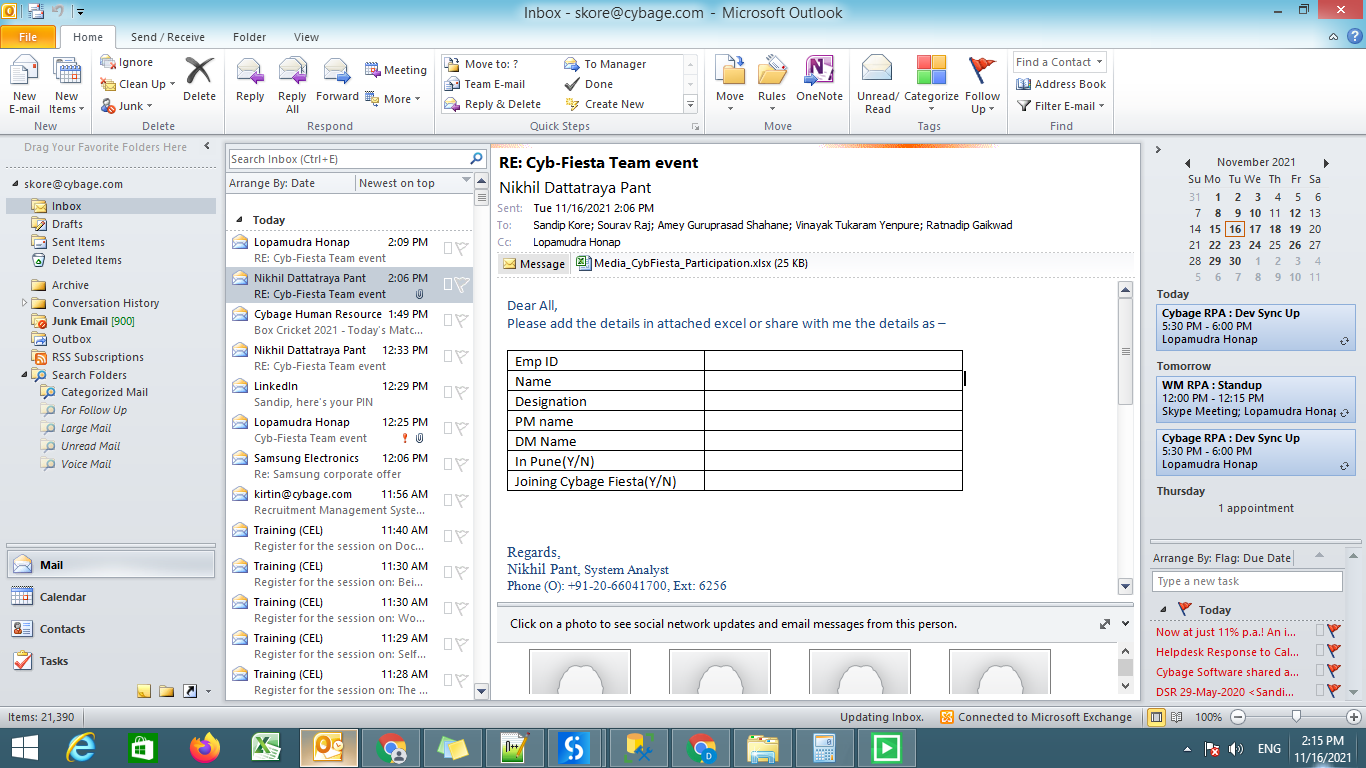 Inbox - skore@cybage.com - Microsoft Outlook
File Home Send / Receive Folder View
New E-mail
New Items
New
Ignore
Clean Up
Junk
Delete
Delete
Reply
Reply All
Forward
Meeting
More
Respond
Move to: ?
Team E-mail
Reply & Delete
To Manager
Done
Create New
Quick Steps
Move
Rules
OneNote
Move
Unread/ Read
Categorize
Follow Up
Tags
Find a Contact
Address Book
Filter E-mail
Find
Drag Your Favorite Folders Here
skore@cybage.com
Inbox
Drafts
Sent Items
Deleted Items
Archive
Conversation History
Junk Email [900]
Outbox
RSS Subscriptions
Search Folders
Categorized Mail
For Follow Up
Large Mail
Unread Mail
Voice Mail
Mail
Calendar
Contacts
Tasks
Search Inbox (Ctrl+E)
Arrange By: Date Newest on top
Today
Lopamudra Honap 2:09 PM
RE: Cyb-Fiesta Team event
Nikhil Dattatraya Pant 2:06 PM
RE: Cyb-Fiesta Team event
Cybage Human Resource 1:49 PM
Box Cricket 2021 - Today's Matc...
Nikhil Dattatraya Pant 12:33 PM
RE: Cyb-Fiesta Team event
LinkedIn 12:29 PM
Sandip, here's your PIN
Lopamudra Honap 12:25 PM
Cyb-Fiesta Team event
Samsung Electronics 12:06 PM
Re: Samsung corporate offer
kirtin@cybage.com 11:56 AM
Recruitment Management Syste...
Training (CEL) 11:40 AM
Register for the session on Doc...
Training (CEL) 11:30 AM
Register for the session on: Bei...
Training (CEL) 11:30 AM
Register for the session on: Wo...
Training (CEL) 11:29 AM
Register for the session on: Self...
Training (CEL) 11:28 AM
Register for the session on: The ...
RE: Cyb-Fiesta Team event
Nikhil Dattatraya Pant
Sent: Tue 11/16/2021 2:06 PM
To: Sandip Kore; Sourav Raj; Amey Guruprasad Shahane; Vinayak Tukaram Yenpure; Ratnadip Gaikwad
Cc: Lopamudra Honap
Message Media_CybFiesta_Participation.xlsx (25 KB)
Dear All,
Please add the details in attached excel or share with me the details as –
Emp ID
Name
Designation
PM name
DM Name
In Pune(Y/N)
Joining Cybage Fiesta(Y/N)
Regards,
Nikhil Pant, System Analyst
Phone (O): +91-20-66041700, Ext: 6256
Click on a photo to see social network updates and email messages from this person.
November 2021
Su Mo Tu We Th Fr Sa
31 1 2 3 4 5 6
7 8 9 10 11 12 13
14 15 16 17 18 19 20
21 22 23 24 25 26 27
28 29 30 1 2 3 4
5 6 7 8 9 10 11
Today
Cybage RPA : Dev Sync Up
5:30 PM - 6:00 PM
Lopamudra Honap
Tomorrow
WM RPA : Standup
12:00 PM - 12:15 PM
Skype Meeting; Lopamudra Honap
Cybage RPA : Dev Sync Up
5:30 PM - 6:00 PM
Lopamudra Honap
Thursday
1 appointment
Arrange By: Flag: Due Date
Type a new task
Today
Now at just 11% p.a.! An i...
Helpdesk Response to Cal...
Cybage Software shared a...
DSR 29-May-2020 <Sandi...
Items: 21,390 Updating Inbox. Connected to Microsoft Exchange 100%
ENG 2:15 PM
11/16/2021